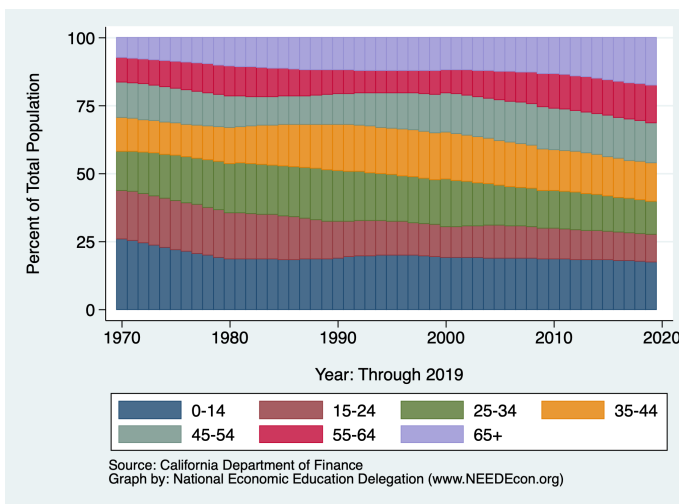 100
75
50
25
0
Percent of Total Population
1970 1980 1990 2000 2010 2020
Year: Through 2019
0-14 15-24 25-34 35-44
45-54 55-64 65+
Source: California Department of Finance
Graph by: National Economic Education Delegation (www.NEEDEcon.org)